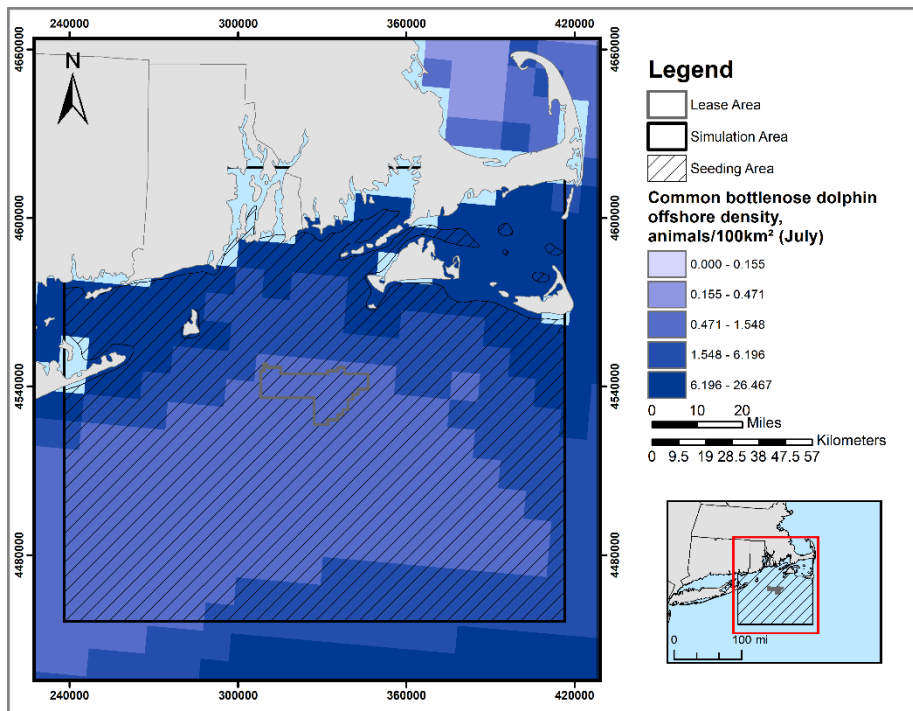 240000 300000 360000 420000
4660000
4600000
4540000
4480000
4660000
4600000
4540000
4480000
240000 300000 360000 420000
N
Legend
Lease Area
Simulation Area
Seeding Area
Common bottlenose dolphin
offshore density,
animals/100km² (July)
0.000 - 0.155
0.155 - 0.471
0.471 - 1.548
1.548 - 6.196
6.196 - 26.467
0 10 20
Miles
Kilometers
0 9.5 19 28.5 38 47.5 57
0 100 mi